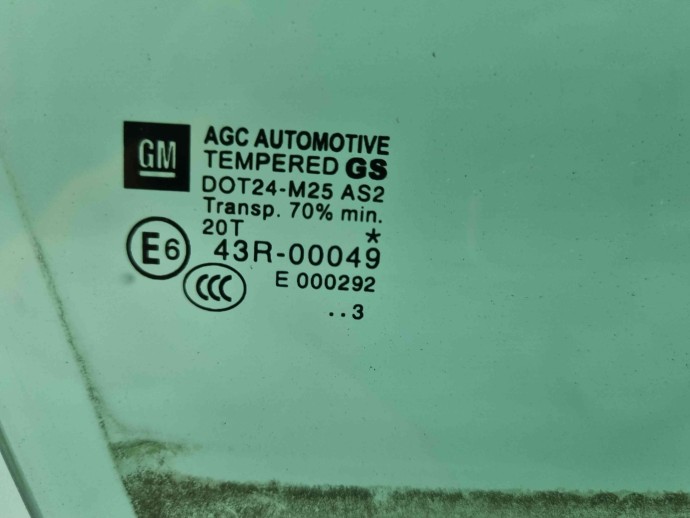 GM
AGC AUTOMOTIVE
TEMPERED GS
DOT24-M25 AS2
Transp. 70% min.
20T *
E6 43R-00049
CCC E 000292
..3